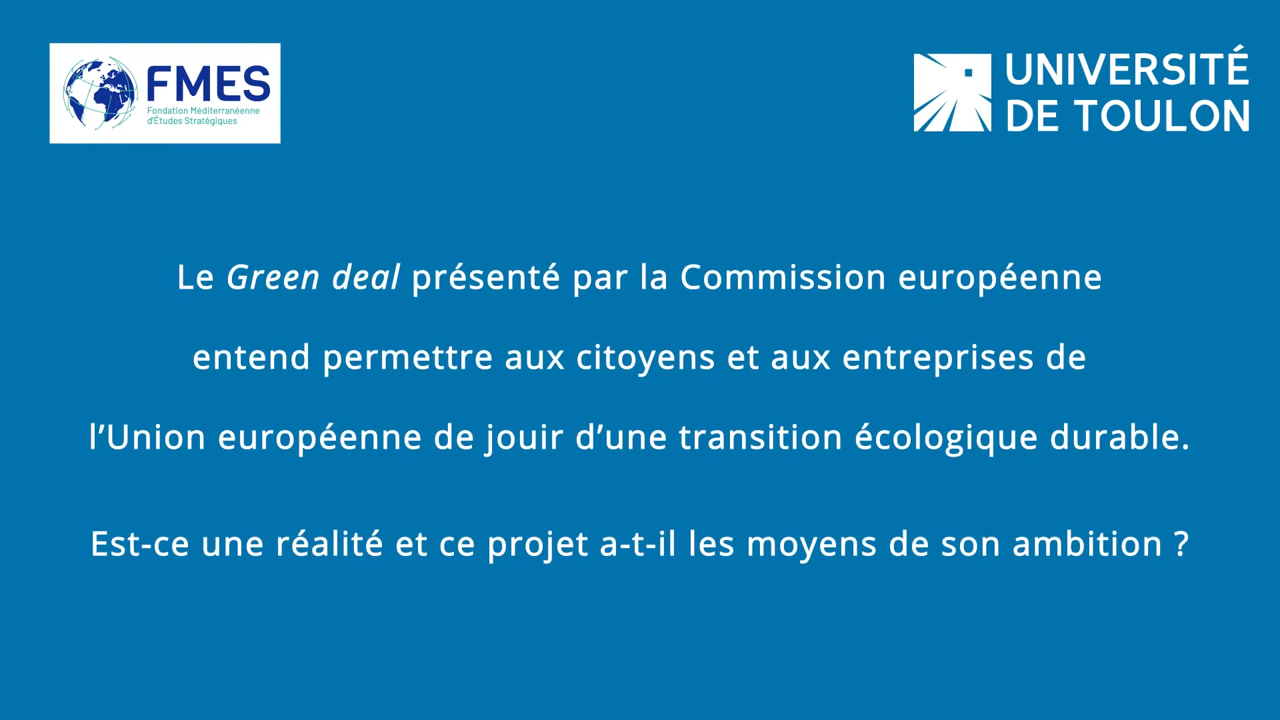 FMES
Fondation Méditerranéenne
d'Études Stratégiques
UNIVERSITÉ
DE TOULON
Le Green deal présenté par la Commission européenne
entend permettre aux citoyens et aux entreprises de
l’Union européenne de jouir d’une transition écologique durable.
Est-ce une réalité et ce projet a-t-il les moyens de son ambition ?